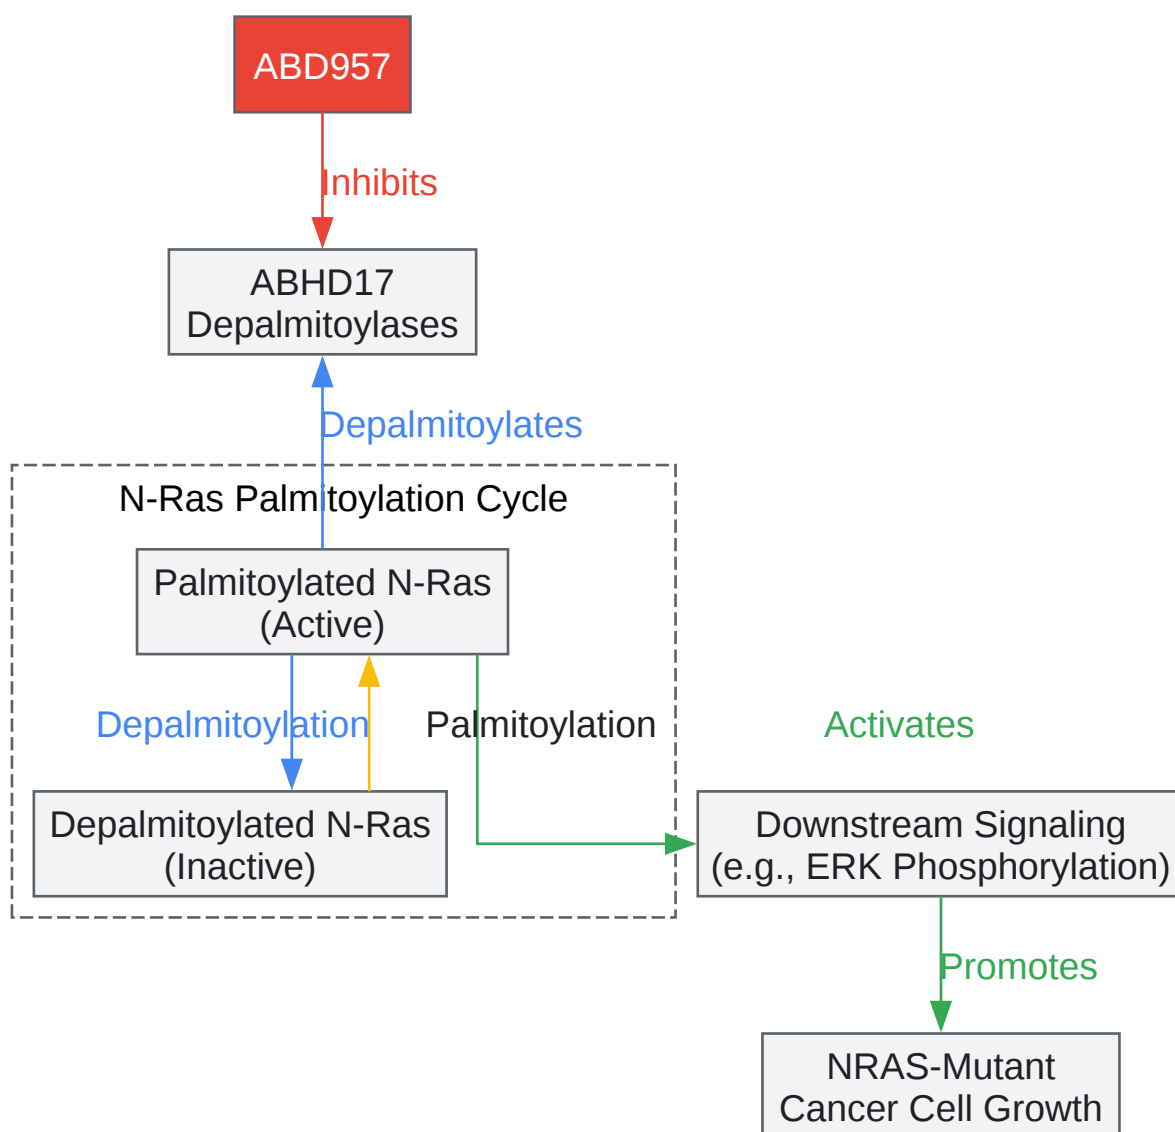 ABD957
Inhibits
ABHD17
Depalmitoylases
Depalmitoylates
N-Ras Palmitoylation Cycle
Palmitoylated N-Ras
(Active)
Depalmitoylation
Palmitoylation
Activates
Depalmitoylated N-Ras
(Inactive)
Downstream Signaling
(e.g., ERK Phosphorylation)
Promotes
NRAS-Mutant
Cancer Cell Growth